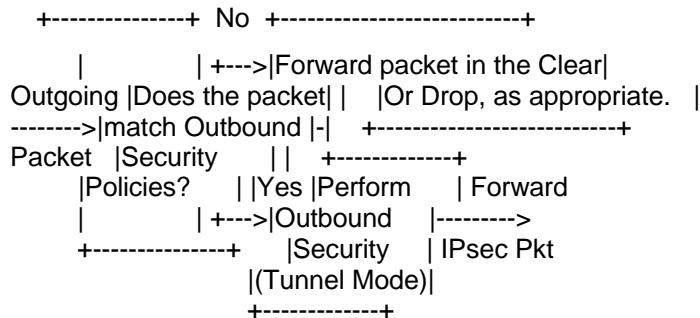 +---------------+ No +---------------------------+
| | +--->|Forward packet in the Clear|
Outgoing |Does the packet| | |Or Drop, as appropriate. |
-------->|match Outbound |-| +---------------------------+
Packet |Security | | +-------------+
|Policies? | |Yes |Perform | Forward
| | +--->|Outbound |--------->
+---------------+ |Security | IPsec Pkt
|(Tunnel Mode)|
+-------------+